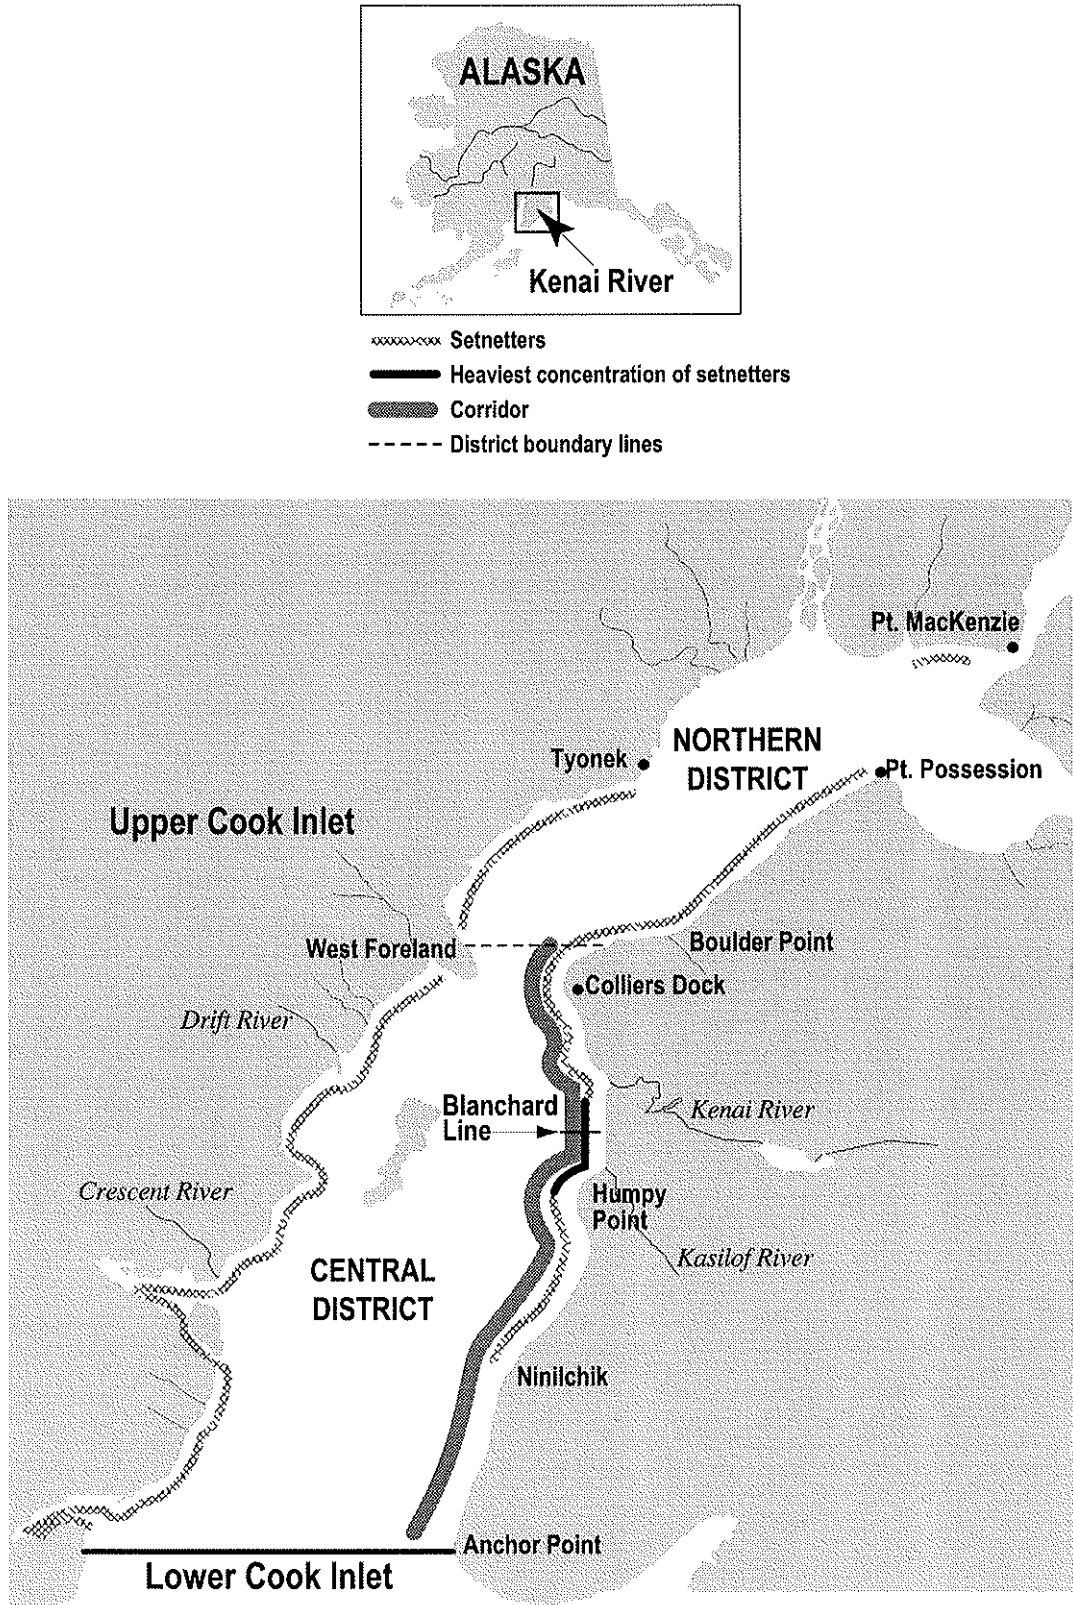 ALASKA
Kenai River
Setnetters
Heaviest concentration of setnetters
Corridor
District boundary lines
Pt. MacKenzie
NORTHERN
DISTRICT
Tyonek
Pt. Possession
Upper Cook Inlet
West Foreland
Boulder Point
Colliers Dock
Drift River
Blanchard
Line
Kenai River
Crescent River
Humpy
Point
Kasilof River
CENTRAL
DISTRICT
Ninilchik
Anchor Point
Lower Cook Inlet